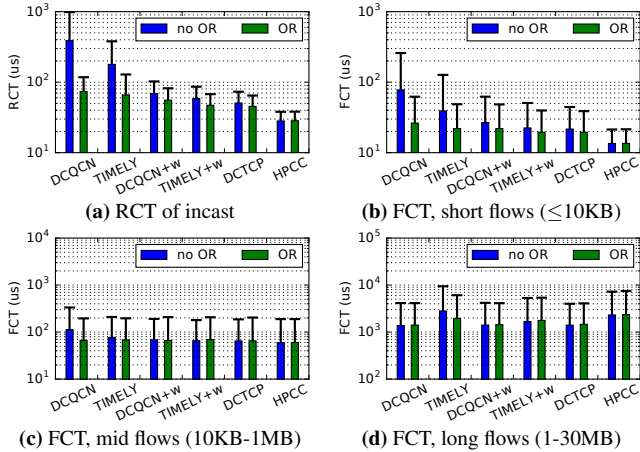 10³
10²
10¹
RCT (us)
no OR
OR
DCQCN
TIMELY
DCQCN+w
TIMELY+w
DCTCP
HPCC
(a) RCT of incast
10³
10²
10¹
FCT (us)
no OR
OR
DCQCN
TIMELY
DCQCN+w
TIMELY+w
DCTCP
HPCC
(b) FCT, short flows (≤10KB)
10⁴
10³
10²
10¹
FCT (us)
no OR
OR
DCQCN
TIMELY
DCQCN+w
TIMELY+w
DCTCP
HPCC
(c) FCT, mid flows (10KB-1MB)
10⁵
10⁴
10³
10²
FCT (us)
no OR
OR
DCQCN
TIMELY
DCQCN+w
TIMELY+w
DCTCP
HPCC
(d) FCT, long flows (1-30MB)